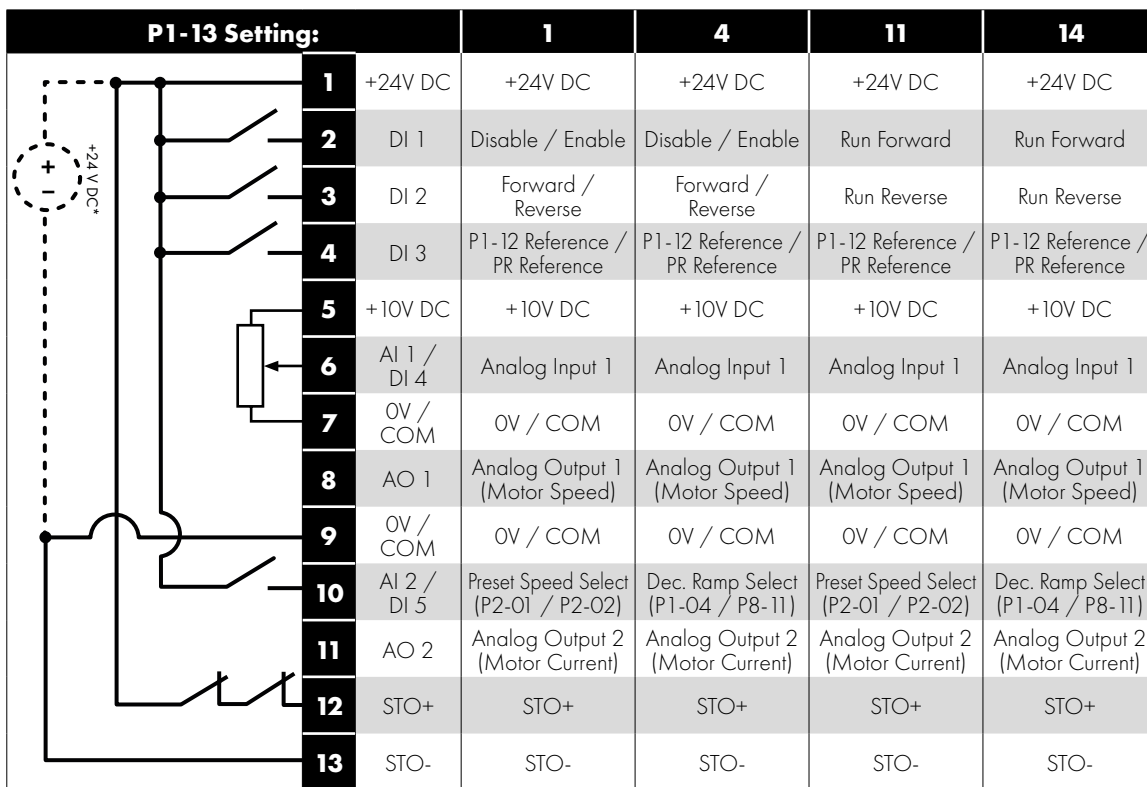 P1-13 Setting: 1 4 11 14
1 +24V DC +24V DC +24V DC +24V DC +24V DC
2 DI 1 Disable / Enable Disable / Enable Run Forward Run Forward
3 DI 2 Forward / Forward / Run Reverse Run Reverse
Reverse Reverse
4 DI 3 P1-12 Reference / P1-12 Reference / P1-12 Reference / P1-12 Reference /
PR Reference PR Reference PR Reference PR Reference
5 +10V DC +10V DC +10V DC +10V DC +10V DC
6 AI 1 / Analog Input 1 Analog Input 1 Analog Input 1 Analog Input 1
DI 4
7 0V / 0V / COM 0V / COM 0V / COM 0V / COM
COM
8 AO 1 Analog Output 1 Analog Output 1 Analog Output 1 Analog Output 1
(Motor Speed) (Motor Speed) (Motor Speed) (Motor Speed)
9 0V / 0V / COM 0V / COM 0V / COM 0V / COM
COM
10 AI 2 / Preset Speed Select Dec. Ramp Select Preset Speed Select Dec. Ramp Select
DI 5 (P2-01 / P2-02) (P1-04 / P8-11) (P2-01 / P2-02) (P1-04 / P8-11)
11 AO 2 Analog Output 2 Analog Output 2 Analog Output 2 Analog Output 2
(Motor Current) (Motor Current) (Motor Current) (Motor Current)
12 STO+ STO+ STO+ STO+ STO+
13 STO- STO- STO- STO- STO-
+24 V DC*
+
−